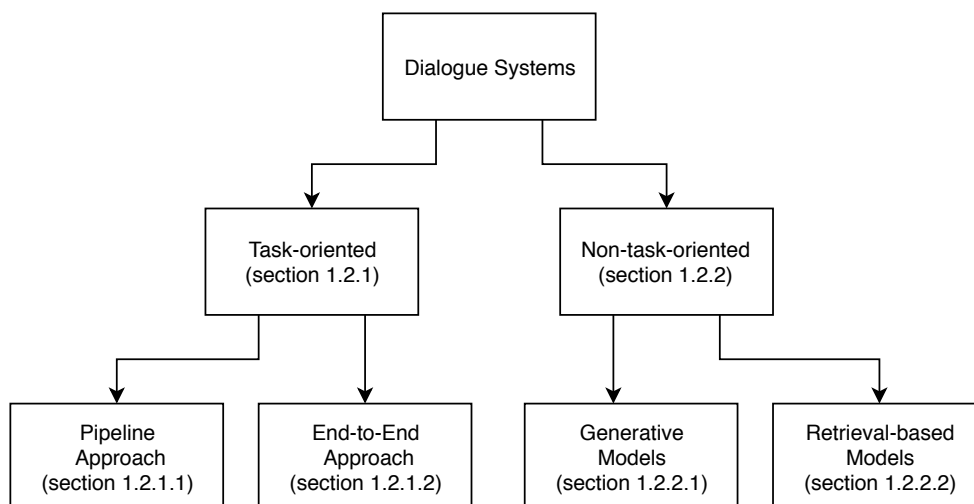 Dialogue Systems
Task-oriented
(section 1.2.1)
Non-task-oriented
(section 1.2.2)
Pipeline
Approach
(section 1.2.1.1)
End-to-End
Approach
(section 1.2.1.2)
Generative
Models
(section 1.2.2.1)
Retrieval-based
Models
(section 1.2.2.2)